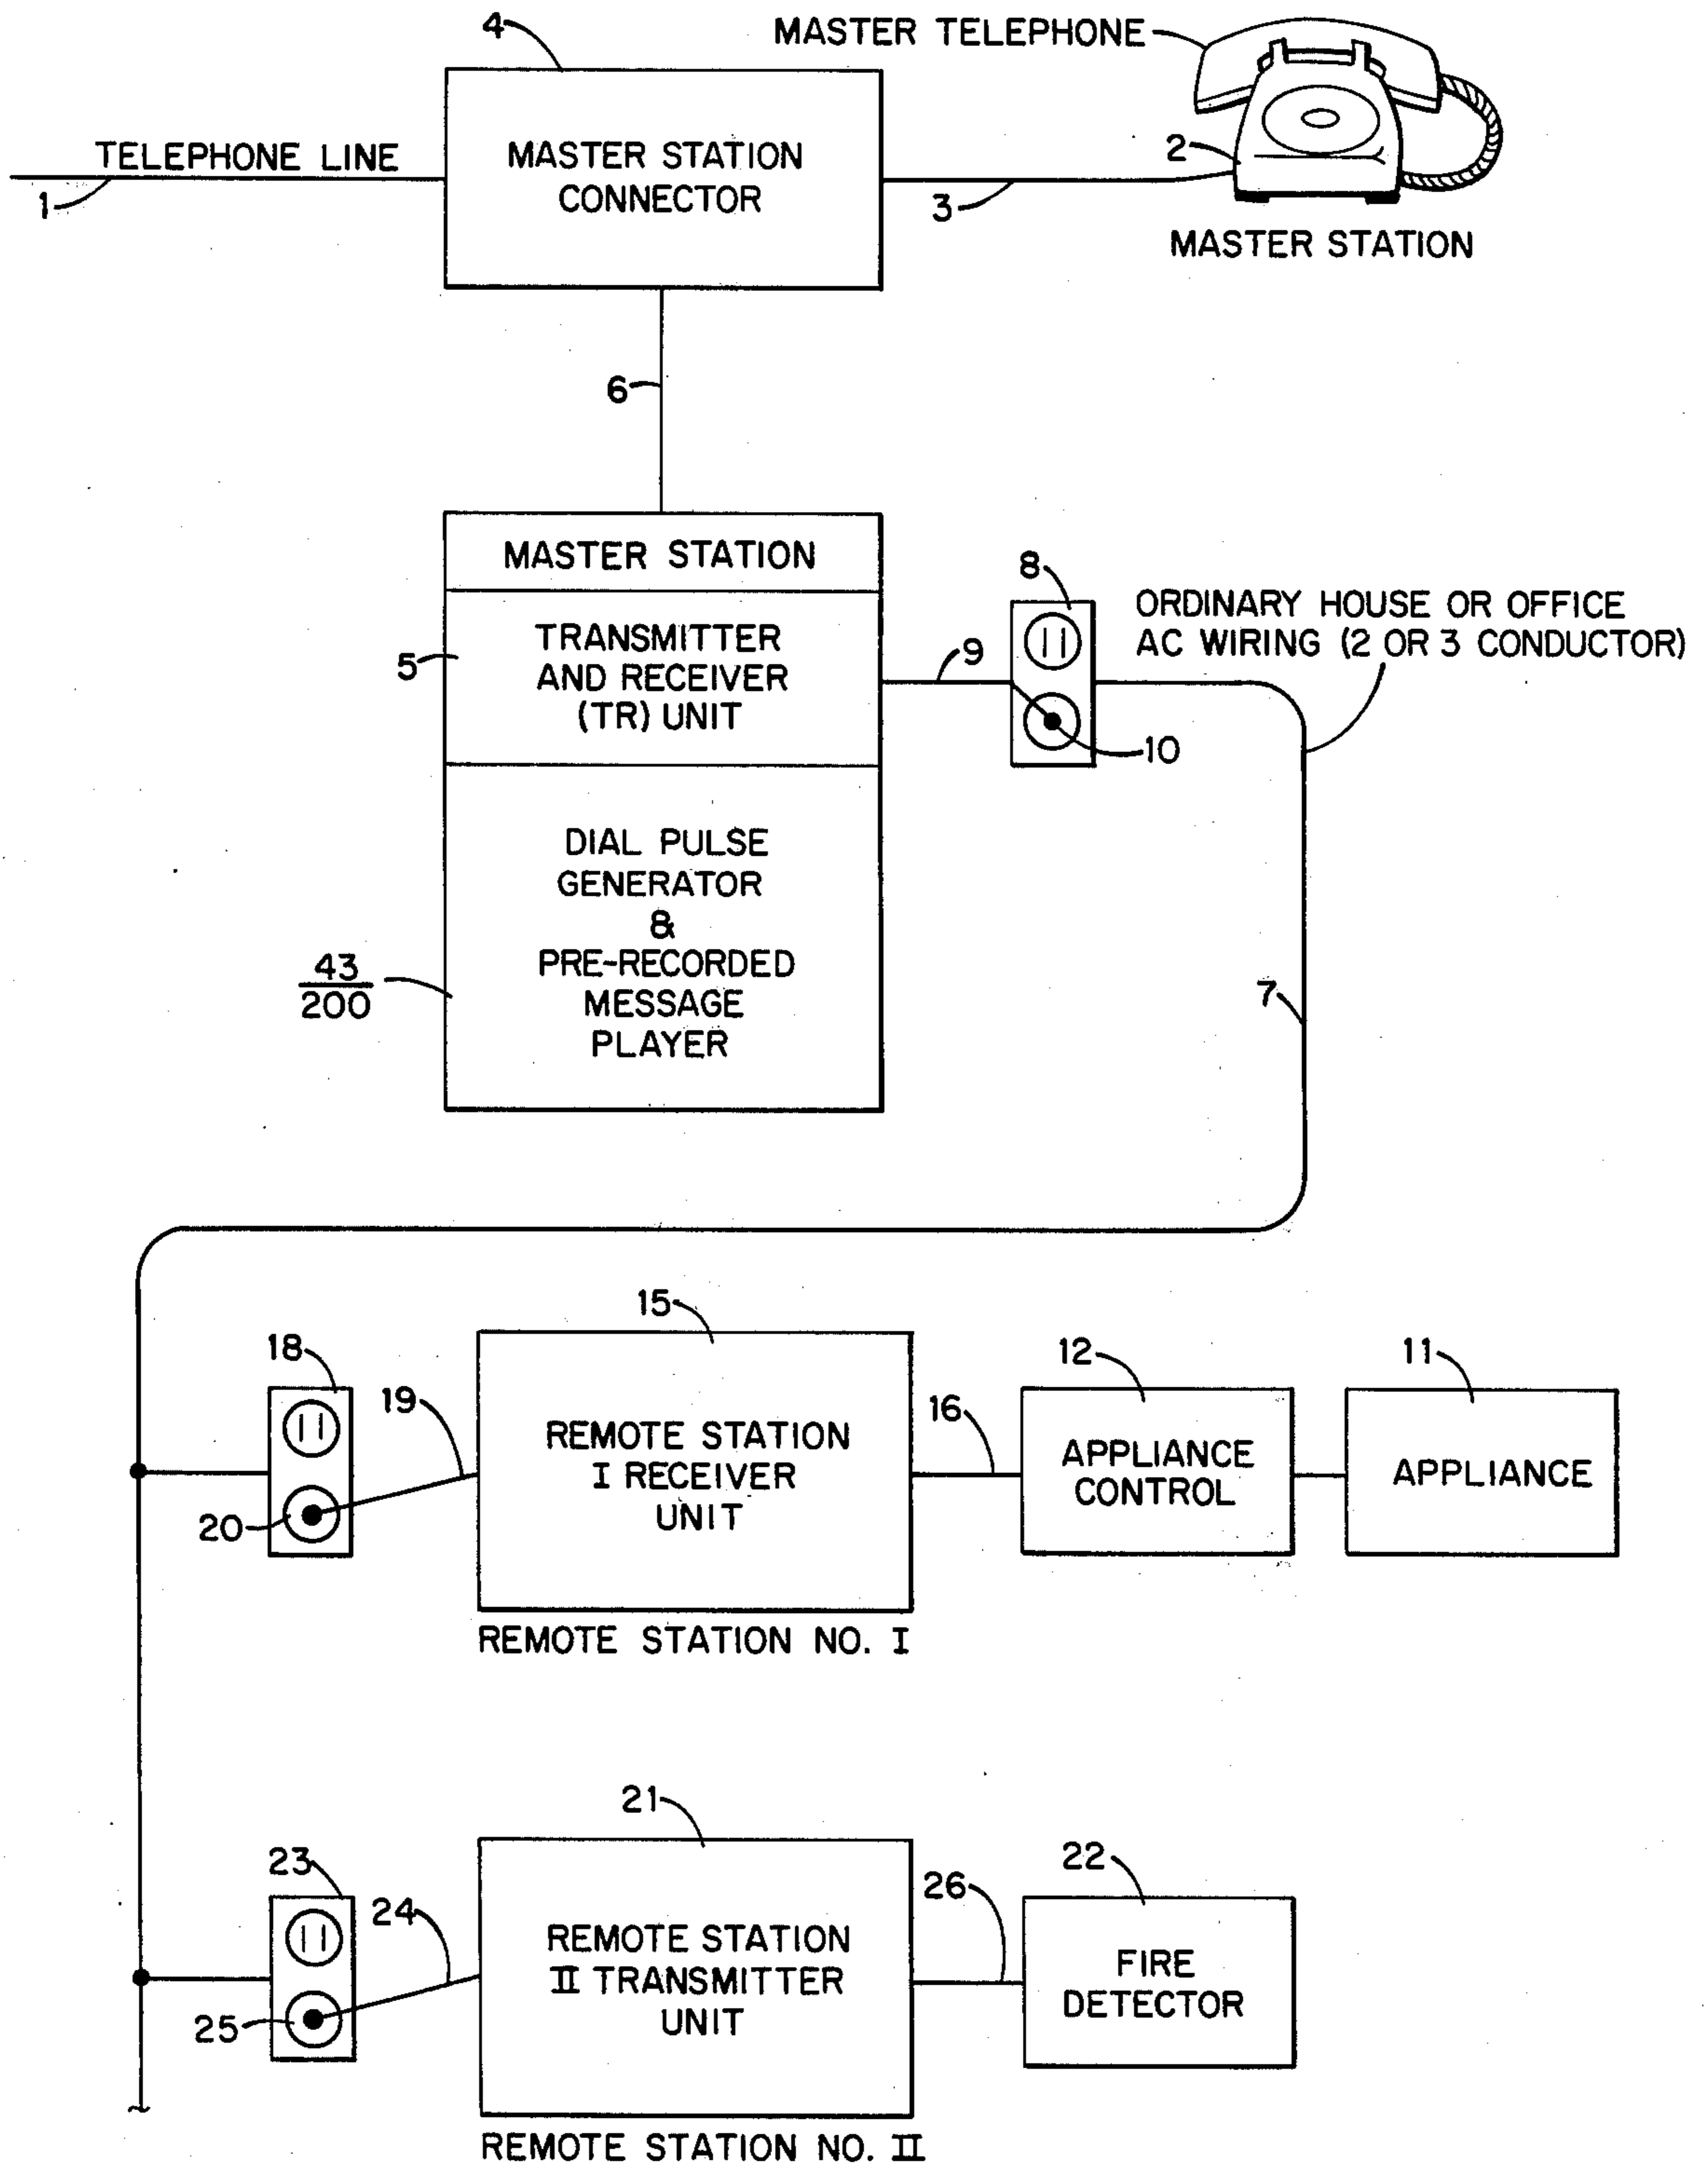 4
MASTER TELEPHONE
TELEPHONE LINE
1
MASTER STATION
CONNECTOR
3
2
MASTER STATION
6
MASTER STATION
5
TRANSMITTER
AND RECEIVER
(TR) UNIT
9
8
10
ORDINARY HOUSE OR OFFICE
AC WIRING (2 OR 3 CONDUCTOR)
43
200
DIAL PULSE
GENERATOR
&
PRE-RECORDED
MESSAGE
PLAYER
7
18
20
19
15
REMOTE STATION
I RECEIVER
UNIT
REMOTE STATION NO. I
16
12
APPLIANCE
CONTROL
11
APPLIANCE
23
25
24
21
REMOTE STATION
II TRANSMITTER
UNIT
REMOTE STATION NO. II
26
22
FIRE
DETECTOR